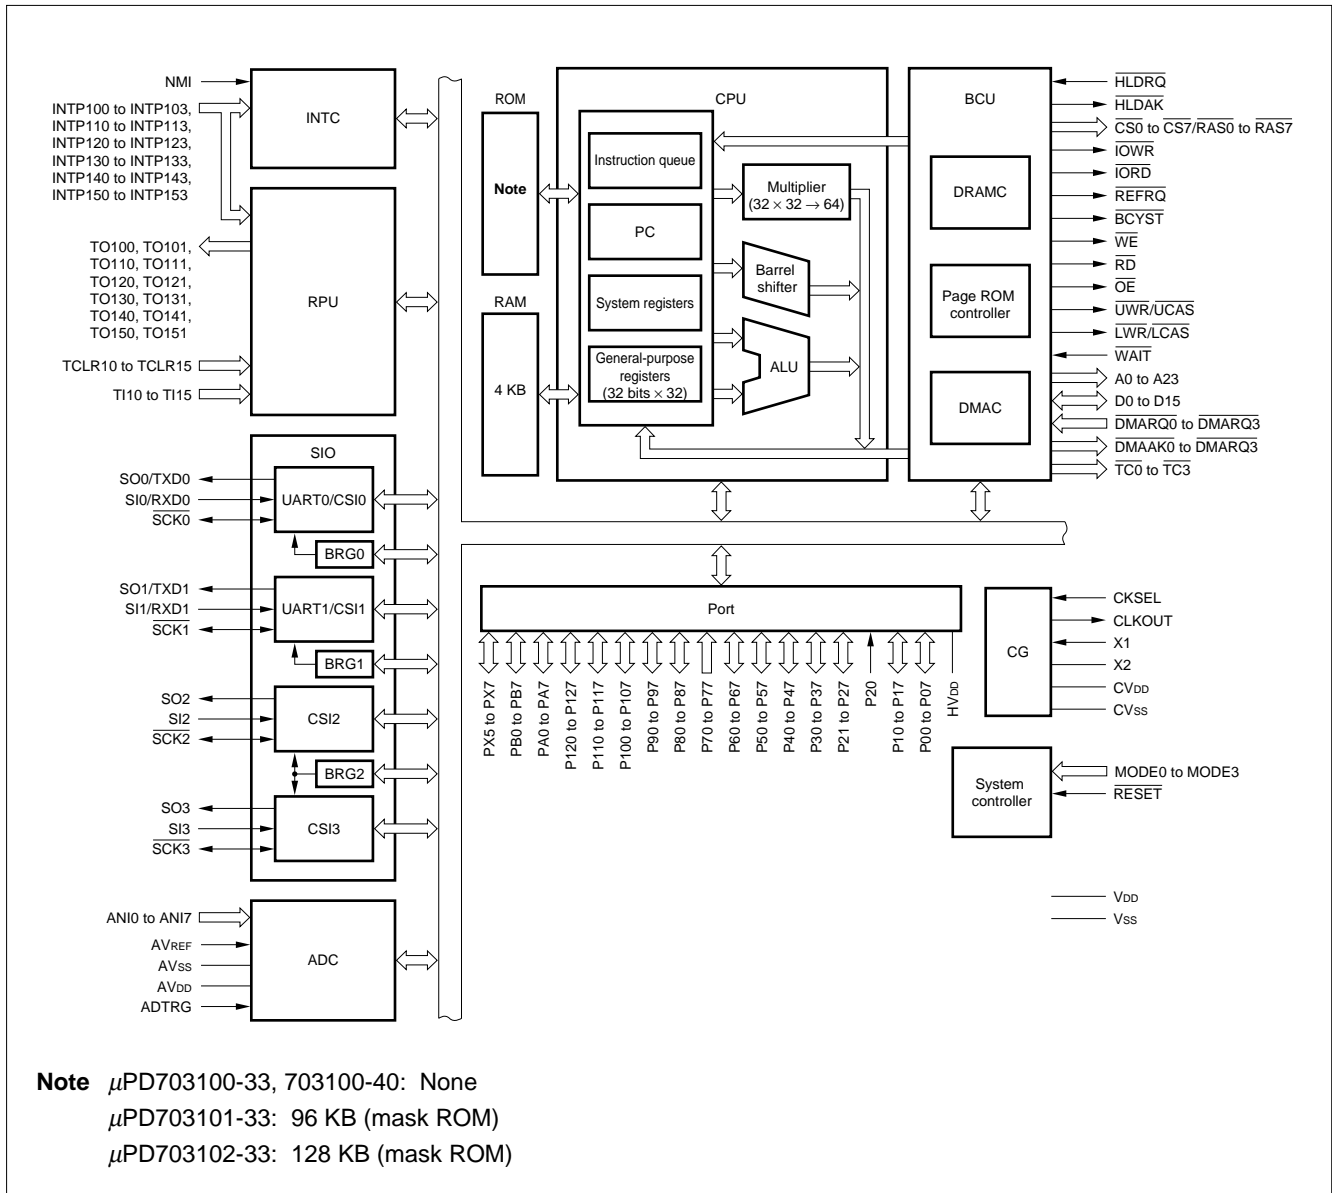 NMI
INTP100 to INTP103,
INTP110 to INTP113,
INTP120 to INTP123,
INTP130 to INTP133,
INTP140 to INTP143,
INTP150 to INTP153
TO100, TO101,
TO110, TO111,
TO120, TO121,
TO130, TO131,
TO140, TO141,
TO150, TO151
TCLR10 to TCLR15
TI10 to TI15
INTC
RPU
SIO
SO0/TXD0
SI0/RXD0
SCK0
UART0/CSI0
BRG0
SO1/TXD1
SI1/RXD1
SCK1
UART1/CSI1
BRG1
SO2
SI2
SCK2
CSI2
BRG2
SO3
SI3
SCK3
CSI3
ANI0 to ANI7
AVREF
AVSS
AVDD
ADTRG
ADC
ROM
Note
RAM
4 KB
CPU
Instruction queue
PC
System registers
General-purpose
registers
(32 bits × 32)
Multiplier
(32 × 32 → 64)
Barrel
shifter
ALU
BCU
DRAMC
Page ROM
controller
DMAC
HLDRQ
HLDAK
CS0 to CS7/RAS0 to RAS7
IOWR
IORD
REFRQ
BCYST
WE
RD
OE
UWR/UCAS
LWR/LCAS
WAIT
A0 to A23
D0 to D15
DMARQ0 to DMARQ3
DMAAK0 to DMARQ3
TC0 to TC3
Port
PX5 to PX7
PB0 to PB7
PA0 to PA7
P120 to P127
P110 to P117
P100 to P107
P90 to P97
P80 to P87
P70 to P77
P60 to P67
P50 to P57
P40 to P47
P30 to P37
P21 to P27
P20
P10 to P17
P00 to P07
HVDD
CG
CKSEL
CLKOUT
X1
X2
CVDD
CVSS
System
controller
MODE0 to MODE3
RESET
VDD
VSS
Note μPD703100-33, 703100-40: None
μPD703101-33: 96 KB (mask ROM)
μPD703102-33: 128 KB (mask ROM)